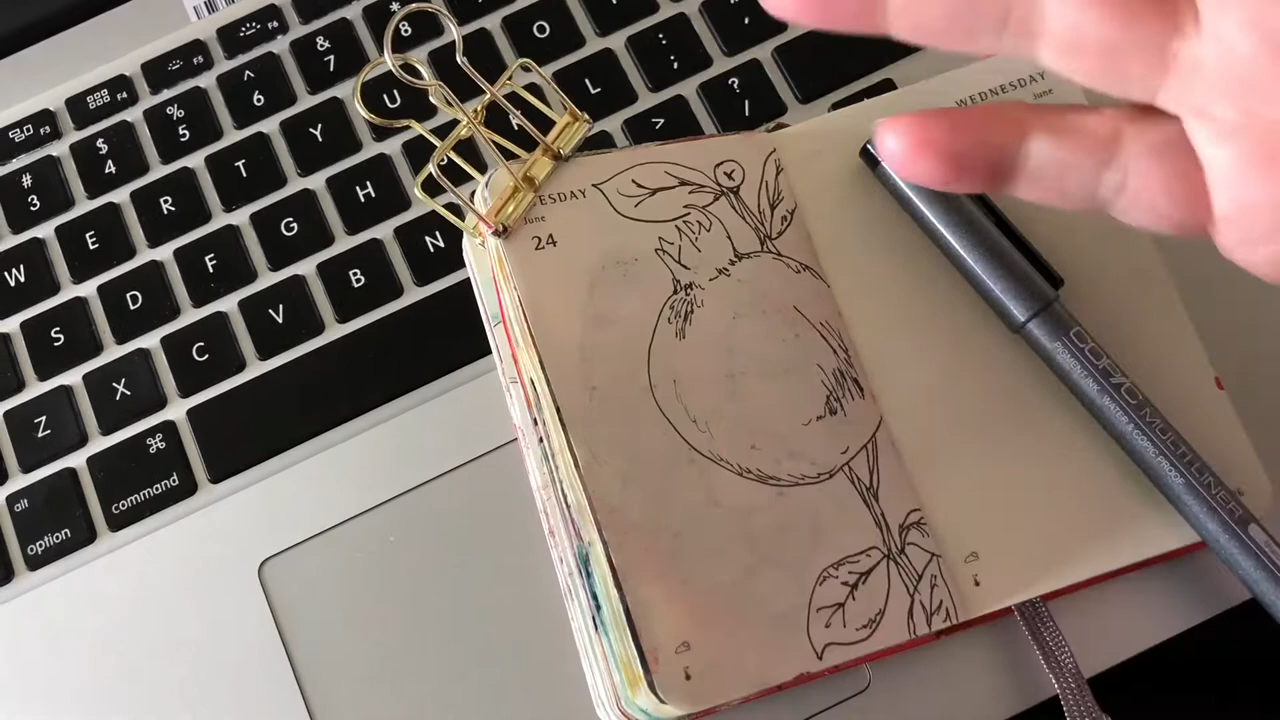 F3
F4
F5
F6
#
3
$
4
%
5
^
6
&
7
*
8
W
E
R
T
Y
U
O
S
D
F
G
H
L
:
;
Z
X
C
V
B
N
>
?
/
alt
option
⌘
command
ESDAY
June
24
WEDNESDAY
June
COPIC MULTILINER
PIGMENT INK WATER & COPIC PROOF